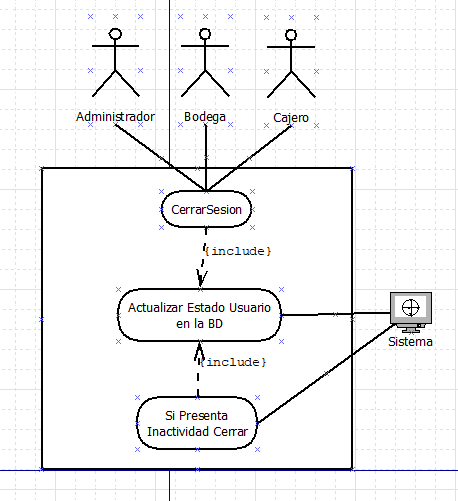 Administrador
Bodega
Cajero
CerrarSesion
{include}
Actualizar Estado Usuario
en la BD
Sistema
{include}
Si Presenta
Inactividad Cerrar